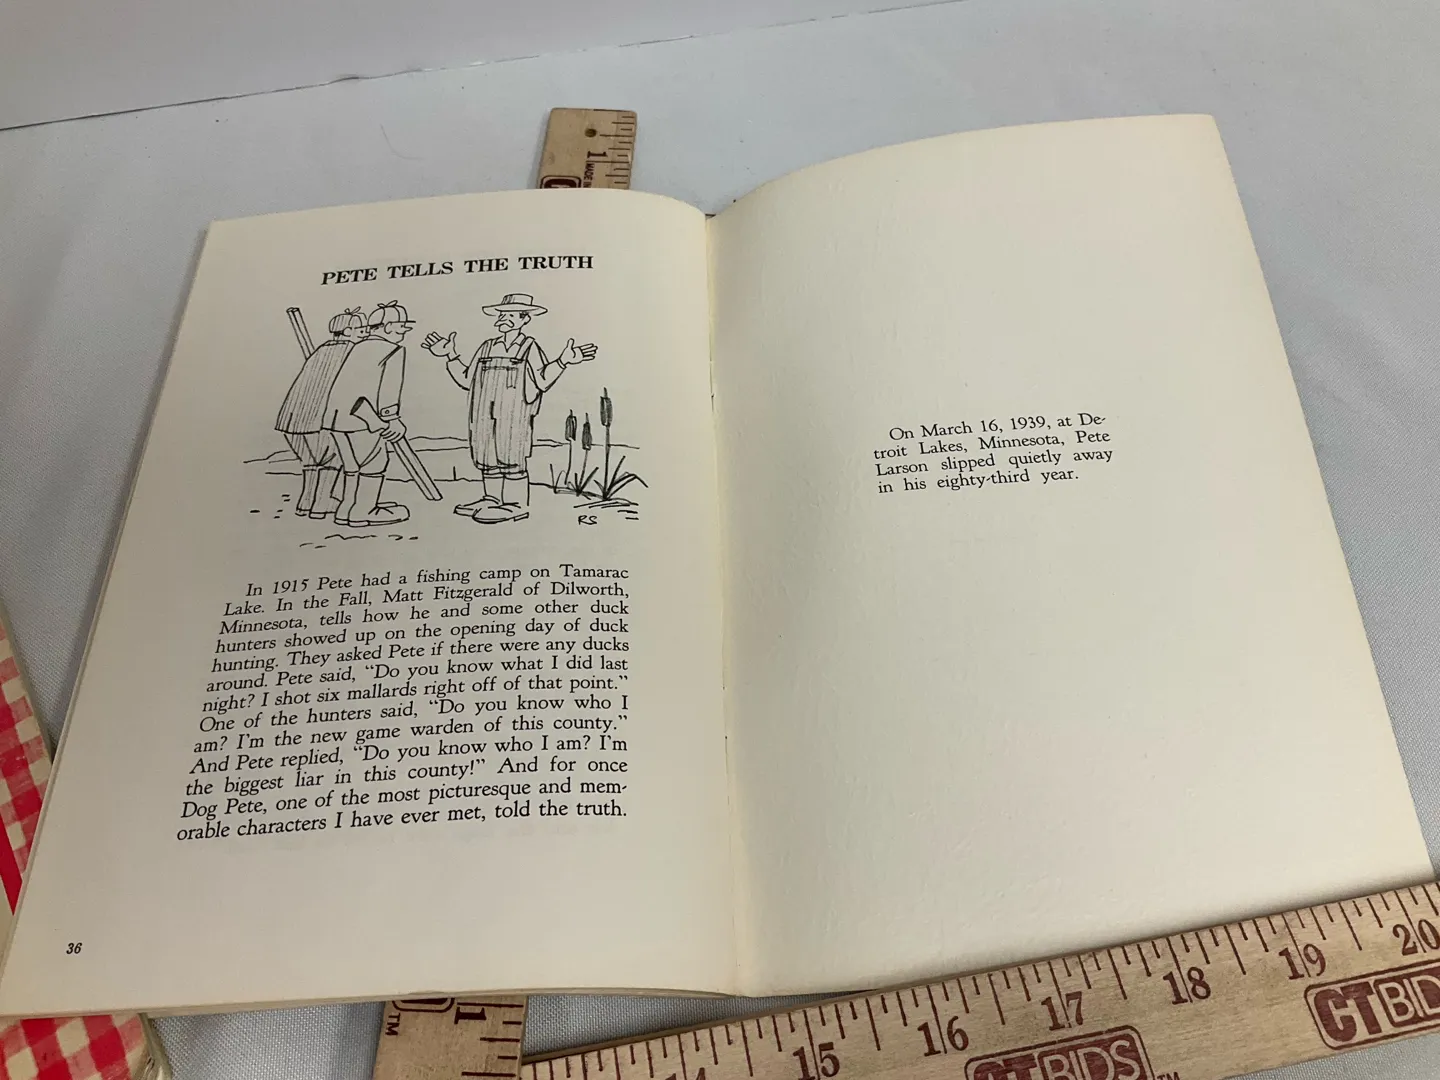 1
MADE IN
PETE TELLS THE TRUTH
RS
In 1915 Pete had a fishing camp on Tamarac
Lake. In the Fall, Matt Fitzgerald of Dilworth,
Minnesota, tells how he and some other duck
hunters showed up on the opening day of duck
hunting. They asked Pete if there were any ducks
around. Pete said, “Do you know what I did last
night? I shot six mallards right off of that point.”
One of the hunters said, “Do you know who I
am? I'm the new game warden of this county.”
And Pete replied, “Do you know who I am? I'm
the biggest liar in this county!” And for once
Dog Pete, one of the most picturesque and mem-
orable characters I have ever met, told the truth.
36
On March 16, 1939, at De-
troit Lakes, Minnesota, Pete
Larson slipped quietly away
in his eighty-third year.
TM
1
15 16 17 18 19 20
CTBIDS TM
CTBID